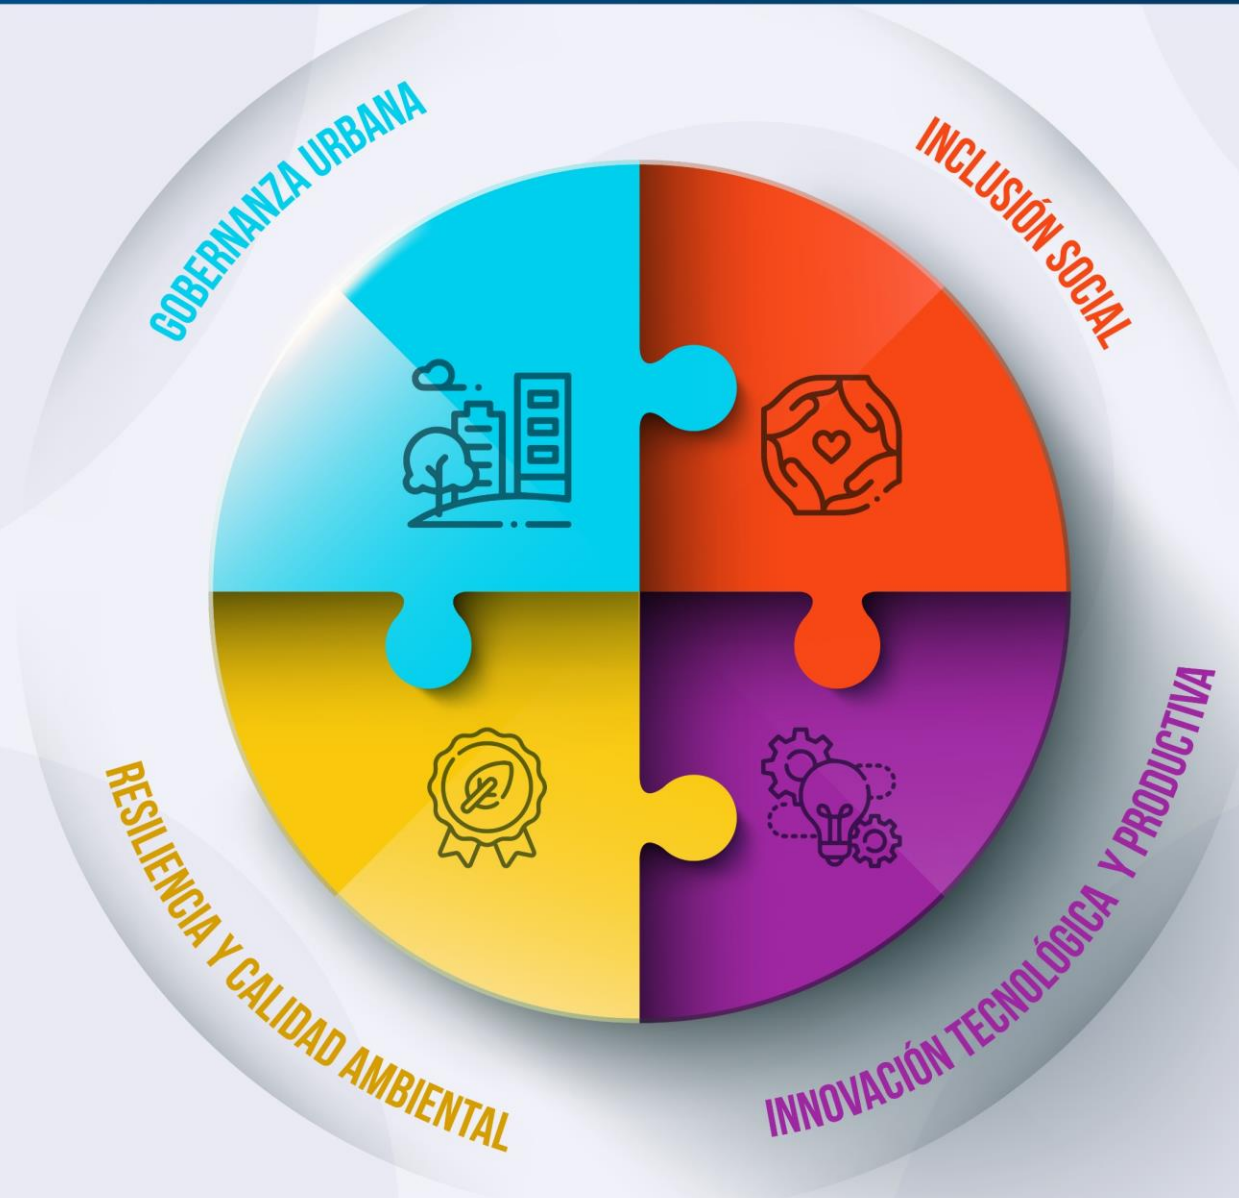 GOBERNANZA URBANA
INCLUSIÓN SOCIAL
RESILIENCIA Y CALIDAD AMBIENTAL
INNOVACIÓN TECNOLÓGICA Y PRODUCTIVA